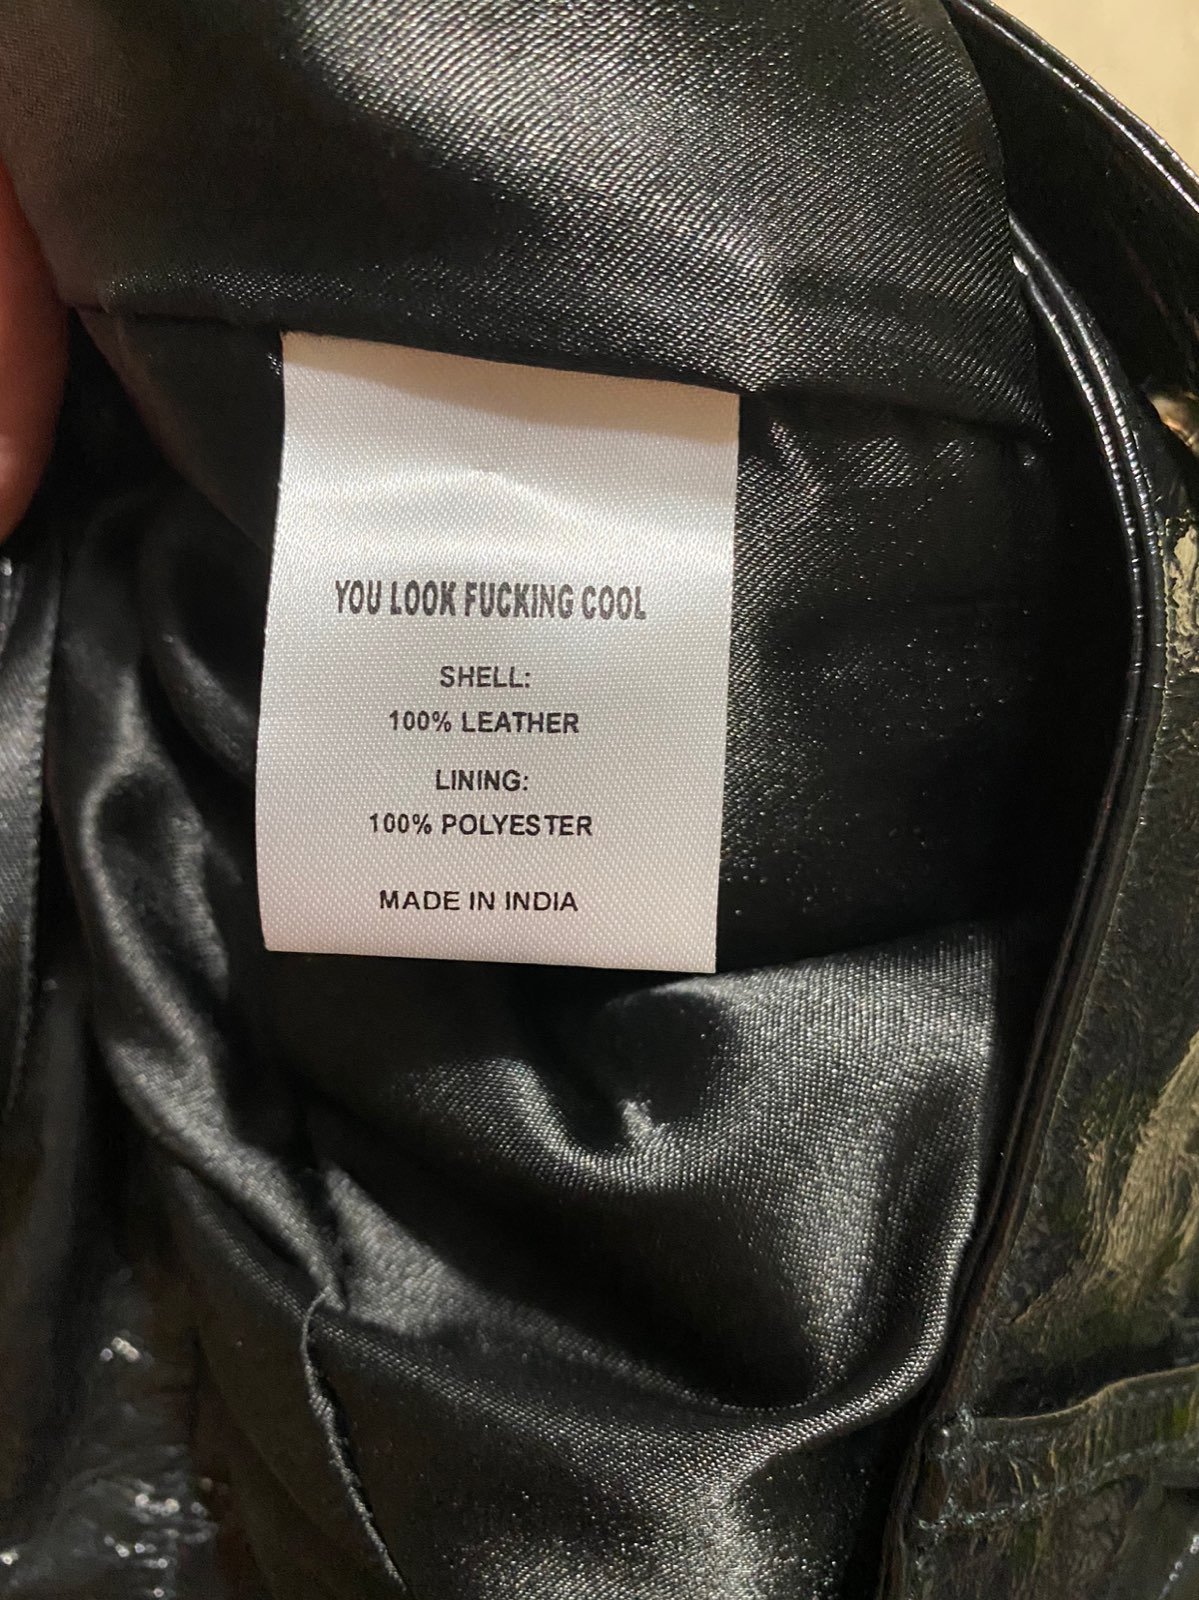 YOU LOOK FUCKING COOL
SHELL:
100% LEATHER
LINING:
100% POLYESTER
MADE IN INDIA